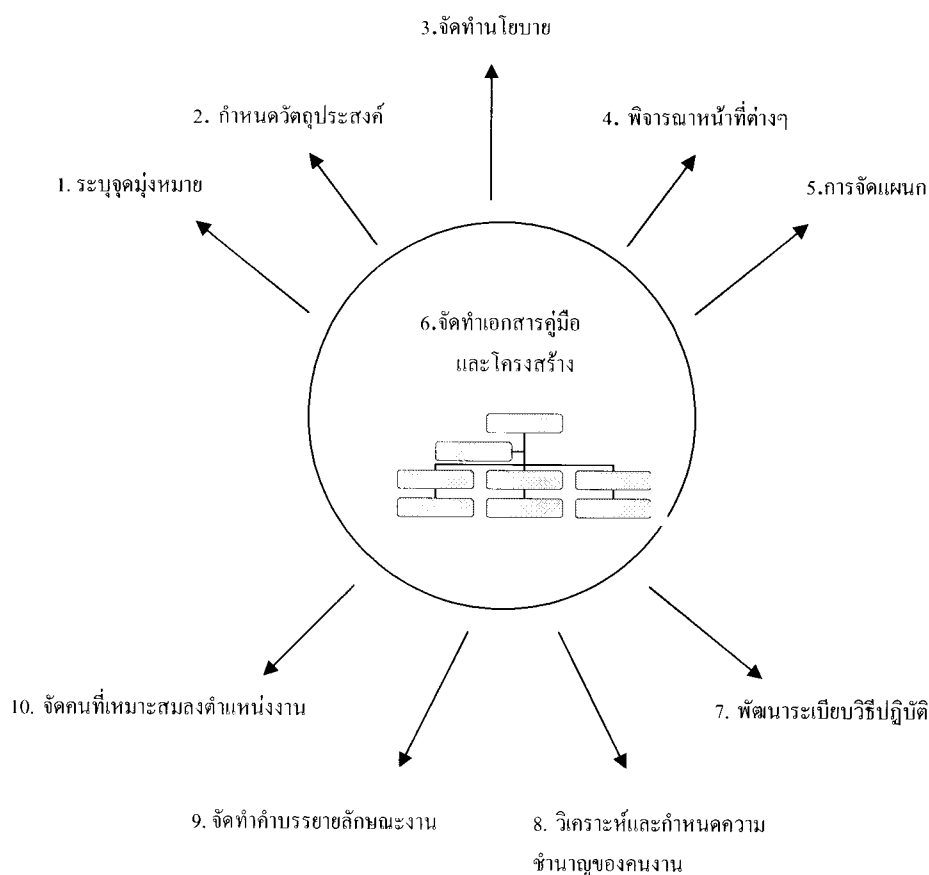 3.จัดทำนโยบาย
2. กำหนดวัตถุประสงค์
4. พิจารณาหน้าที่ต่างๆ
1. ระบุจุดมุ่งหมาย
5.การจัดแผนก
6.จัดทำเอกสารคู่มือ
และโครงสร้าง
10. จัดคนที่เหมาะสมลงตำแหน่งงาน
7. พัฒนาระเบียบวิธีปฏิบัติ
9. จัดทำคำบรรยายลักษณะงาน
8. วิเคราะห์และกำหนดความ
ชำนาญของคนงาน